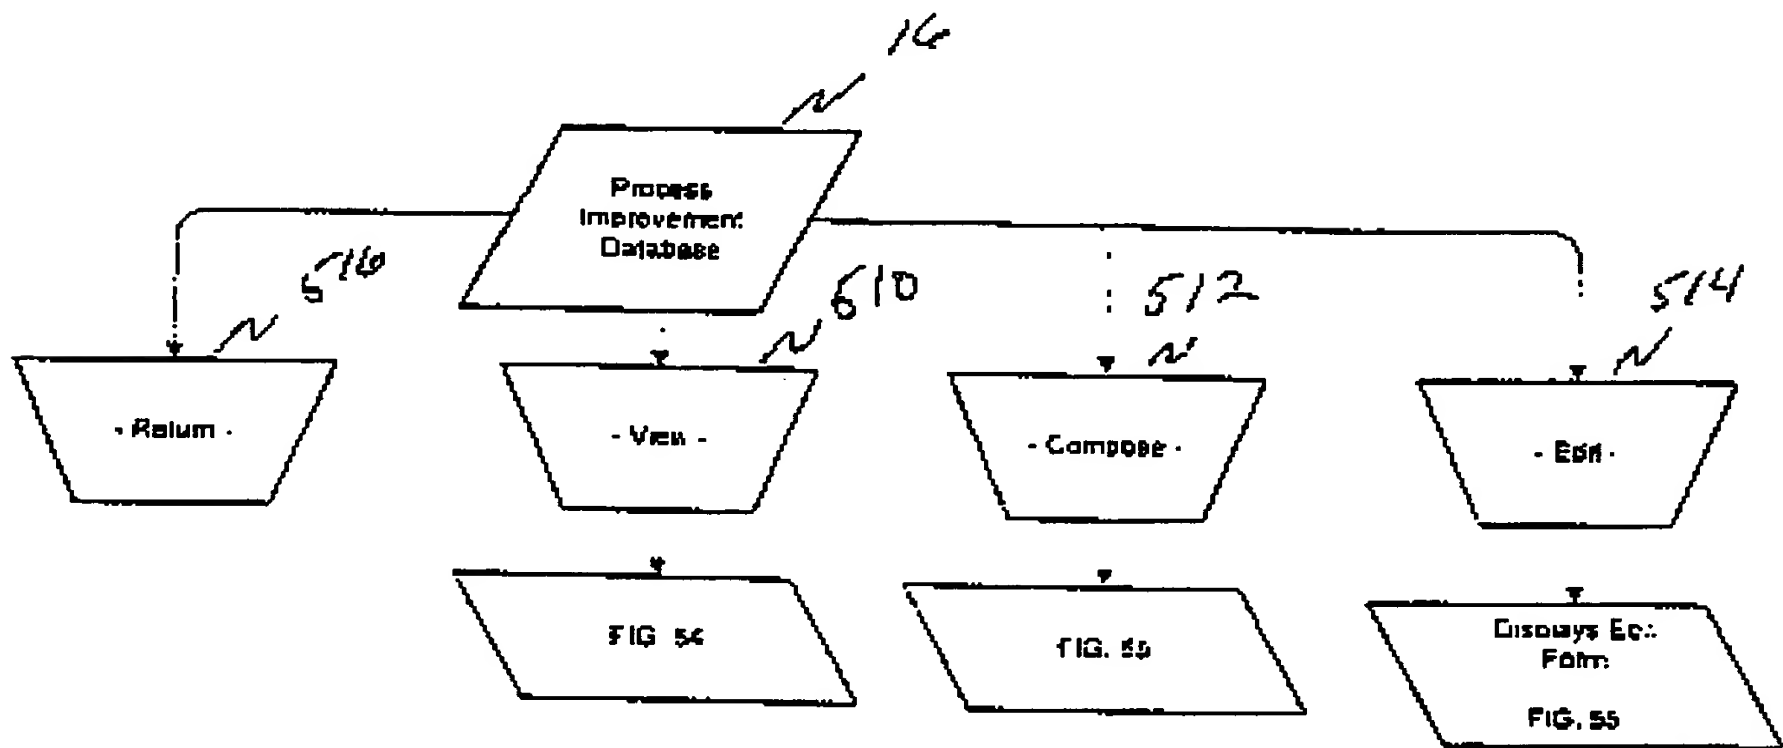 16
Process
Improvement
Database
516
510
512
514
- Return -
- View -
- Compose -
- Edit -
FIG. 54
FIG. 55
Displays Edit
Form
FIG. 55